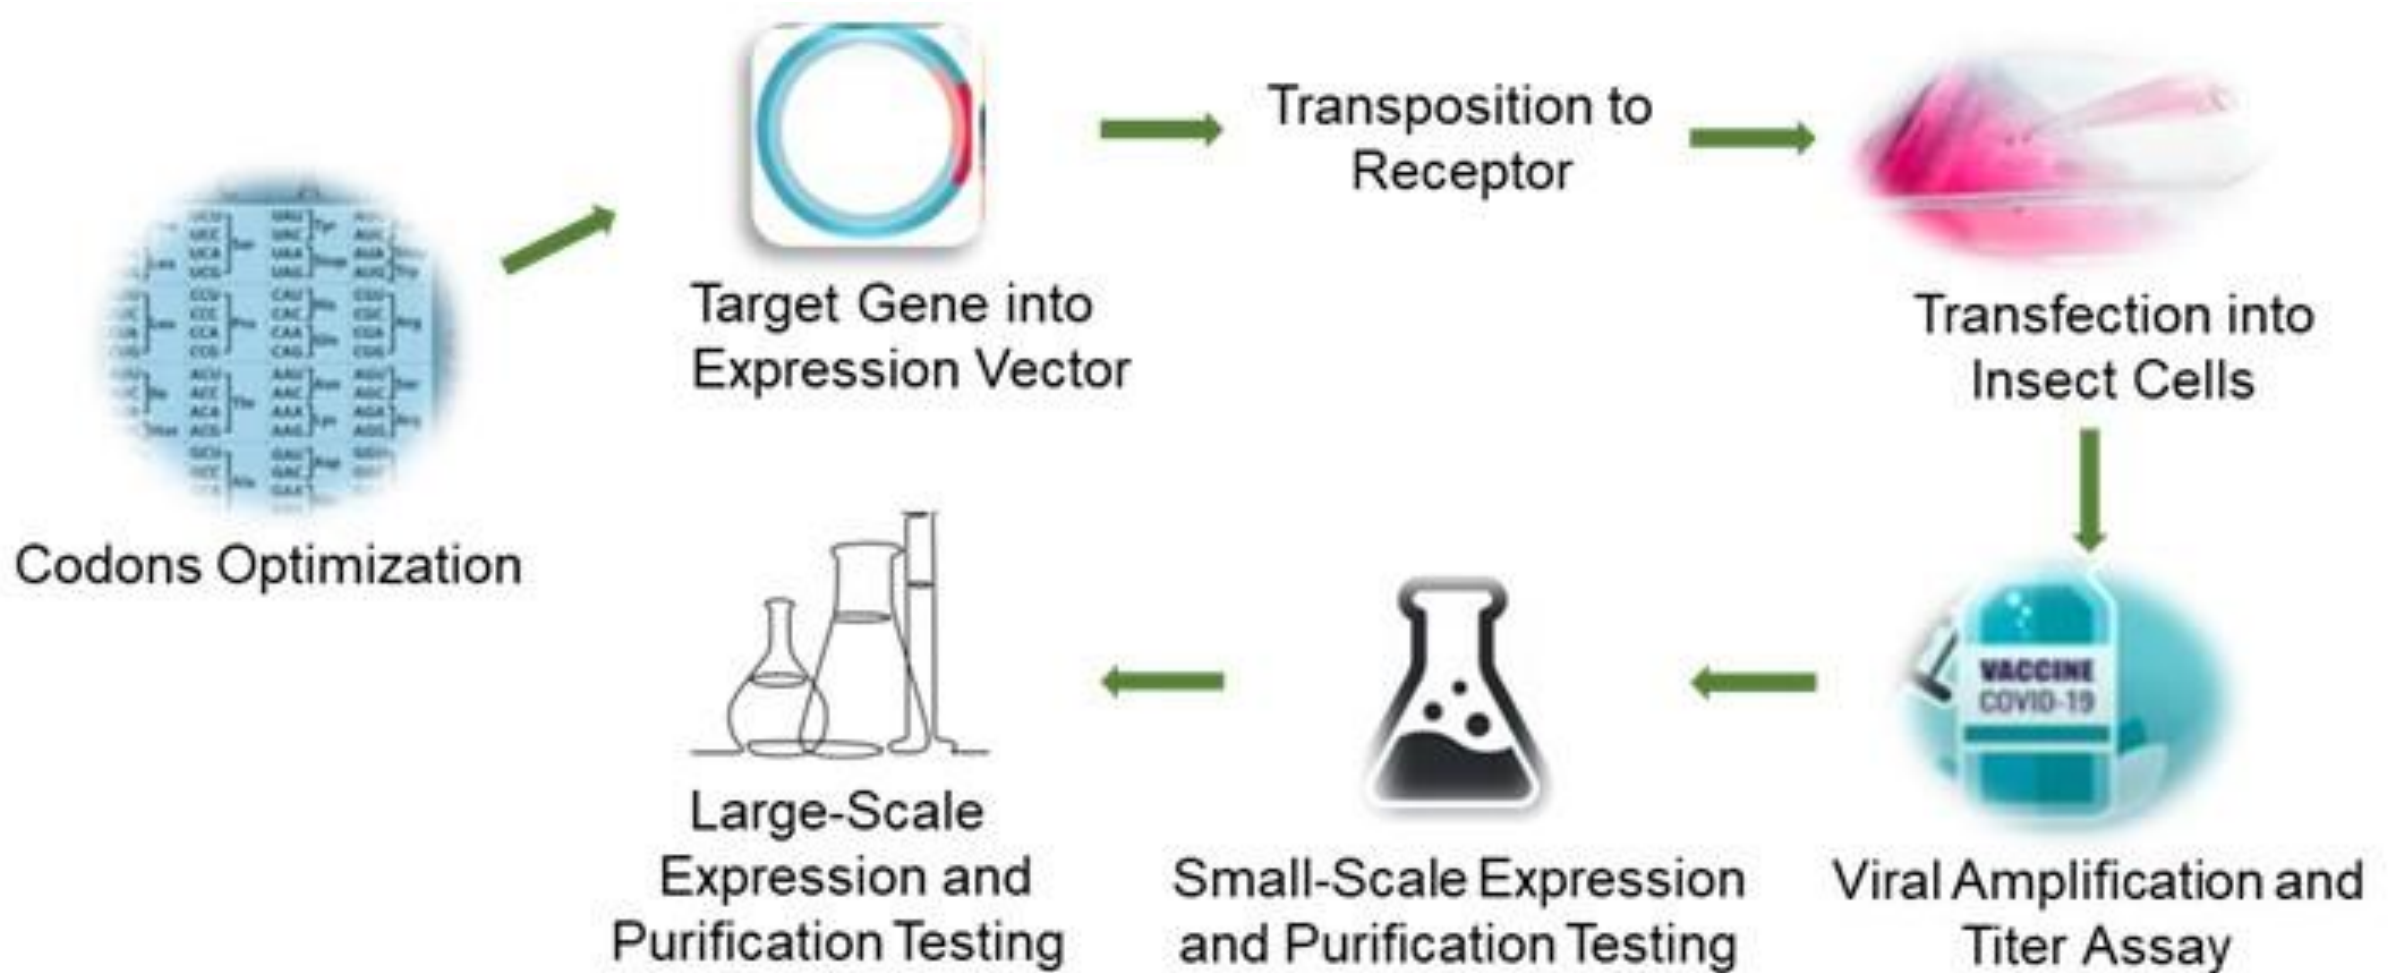 Codons Optimization
Target Gene into
Expression Vector
Transposition to
Receptor
Transfection into
Insect Cells
VACCINE
COVID-19
Viral Amplification and
Titer Assay
Small-Scale Expression
and Purification Testing
Large-Scale
Expression and
Purification Testing